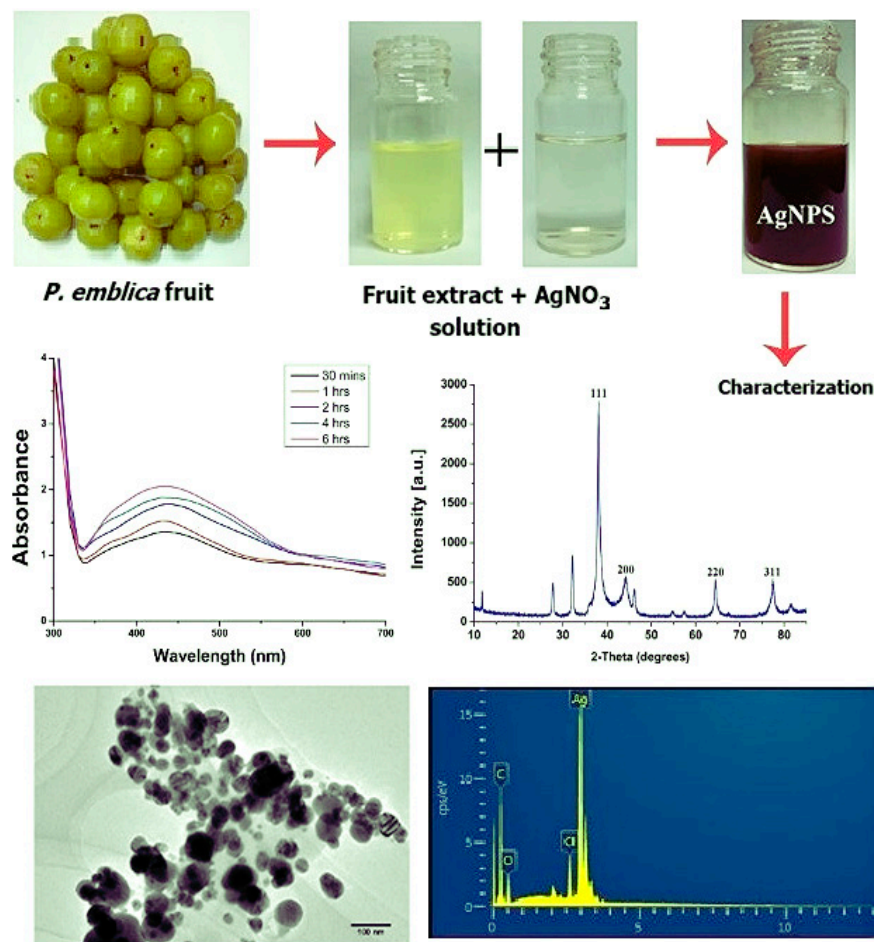 AgNPS
P. emblica fruit
Fruit extract + AgNO₃
solution
Characterization
30 mins
1 hrs
2 hrs
4 hrs
6 hrs
4
3
2
1
0
Absorbance
300 400 500 600 700
Wavelength (nm)
3000
2500
2000
1500
1000
500
0
Intensity [a.u.]
111
200
220
311
10 20 30 40 50 60 70 80
2-Theta (degrees)
100 nm
cps/eV
15
10
5
0
C
O
Cl
Ag
0 5 10